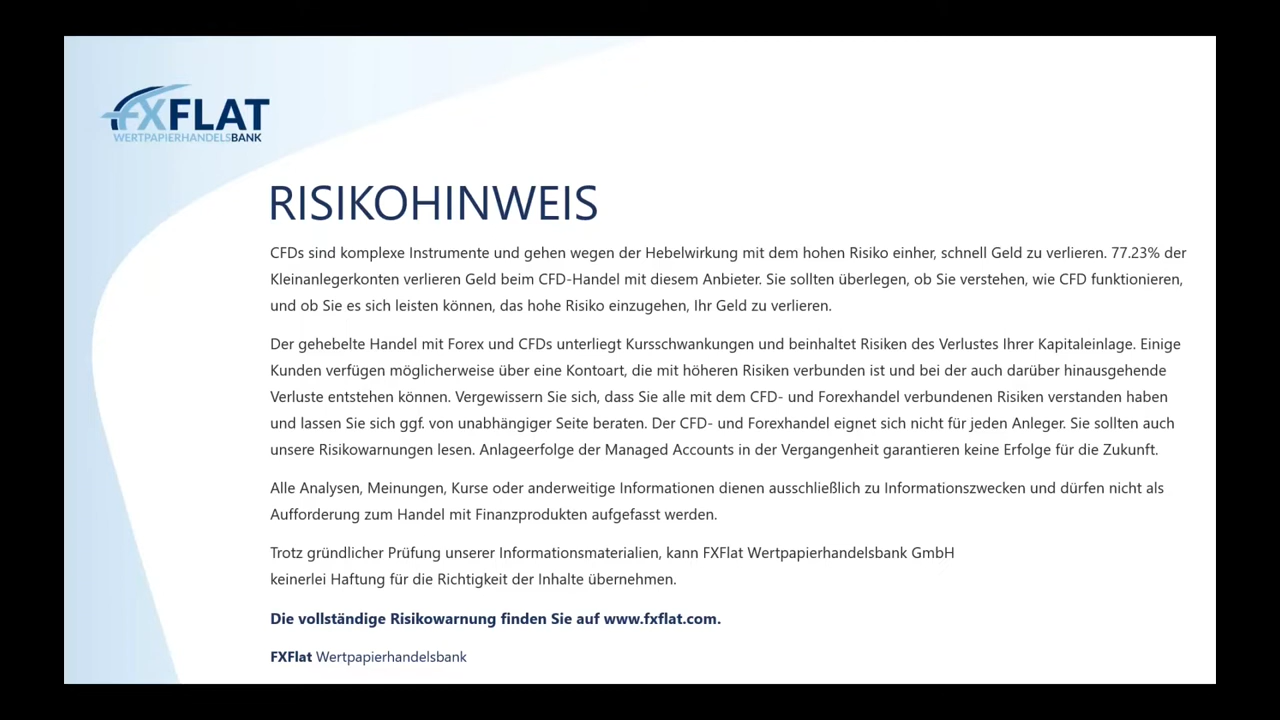 FXFLAT
WERTPAPIERHANDELSBANK
RISIKOHINWEIS
CFDs sind komplexe Instrumente und gehen wegen der Hebelwirkung mit dem hohen Risiko einher, schnell Geld zu verlieren. 77.23% der
Kleinanlegerkonten verlieren Geld beim CFD-Handel mit diesem Anbieter. Sie sollten überlegen, ob Sie verstehen, wie CFD funktionieren,
und ob Sie es sich leisten können, das hohe Risiko einzugehen, Ihr Geld zu verlieren.
Der gehebelte Handel mit Forex und CFDs unterliegt Kursschwankungen und beinhaltet Risiken des Verlustes Ihrer Kapitaleinlage. Einige
Kunden verfügen möglicherweise über eine Kontoart, die mit höheren Risiken verbunden ist und bei der auch darüber hinausgehende
Verluste entstehen können. Vergewissern Sie sich, dass Sie alle mit dem CFD- und Forexhandel verbundenen Risiken verstanden haben
und lassen Sie sich ggf. von unabhängiger Seite beraten. Der CFD- und Forexhandel eignet sich nicht für jeden Anleger. Sie sollten auch
unsere Risikowarnungen lesen. Anlageerfolge der Managed Accounts in der Vergangenheit garantieren keine Erfolge für die Zukunft.
Alle Analysen, Meinungen, Kurse oder anderweitige Informationen dienen ausschließlich zu Informationszwecken und dürfen nicht als
Aufforderung zum Handel mit Finanzprodukten aufgefasst werden.
Trotz gründlicher Prüfung unserer Informationsmaterialien, kann FXFlat Wertpapierhandelsbank GmbH
keinerlei Haftung für die Richtigkeit der Inhalte übernehmen.
Die vollständige Risikowarnung finden Sie auf www.fxflat.com.
FXFlat Wertpapierhandelsbank